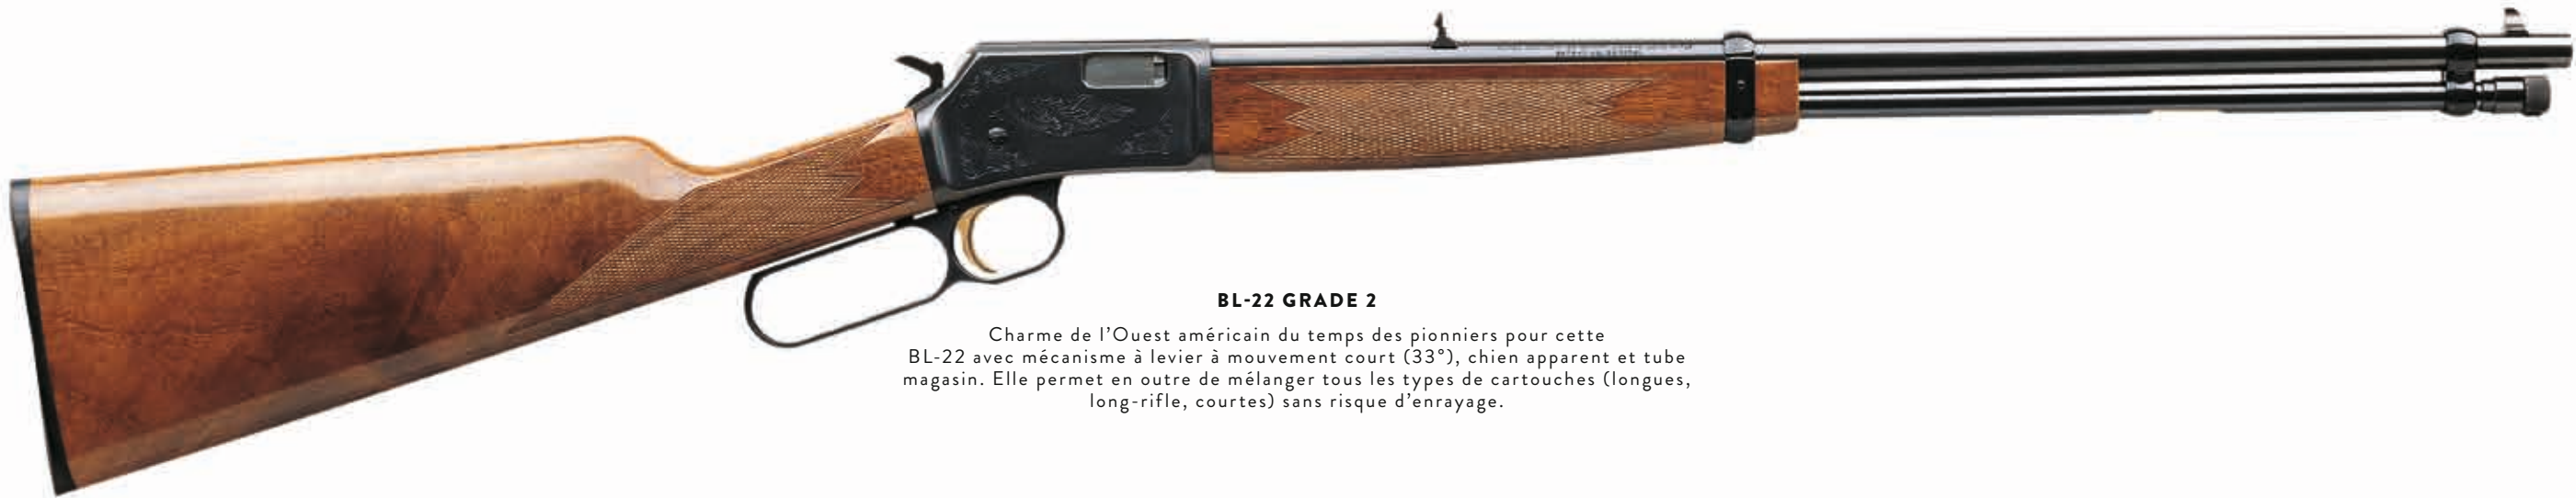 BL-22 GRADE 2
Charme de l'Ouest américain du temps des pionniers pour cette
BL-22 avec mécanisme à levier à mouvement court (33°), chien apparent et tube
magasin. Elle permet en outre de mélanger tous les types de cartouches (longues,
long-rifle, courtes) sans risque d'enrayage.